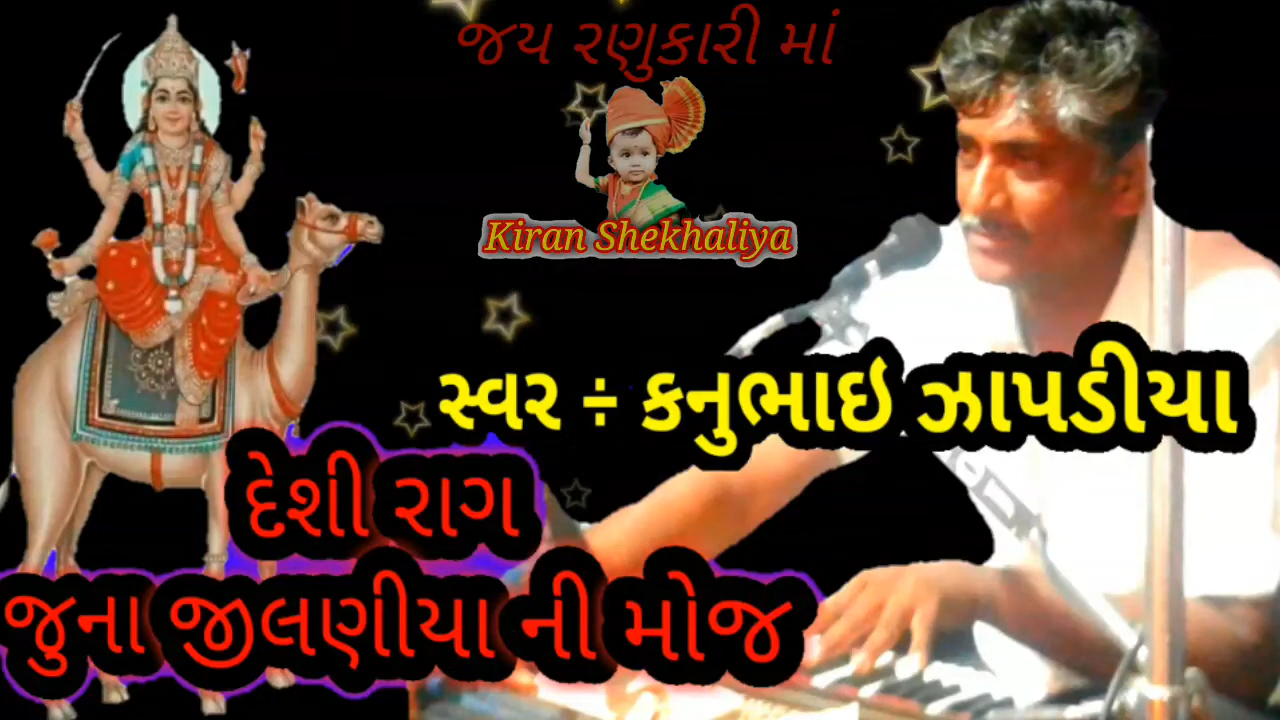 જય રણુકારી માં
Kiran Shekhaliya
સ્વર ÷ કનુભાઇ ઝાપડીયા
દેશી રાગ
જુના જીલણીયા ની મોજ